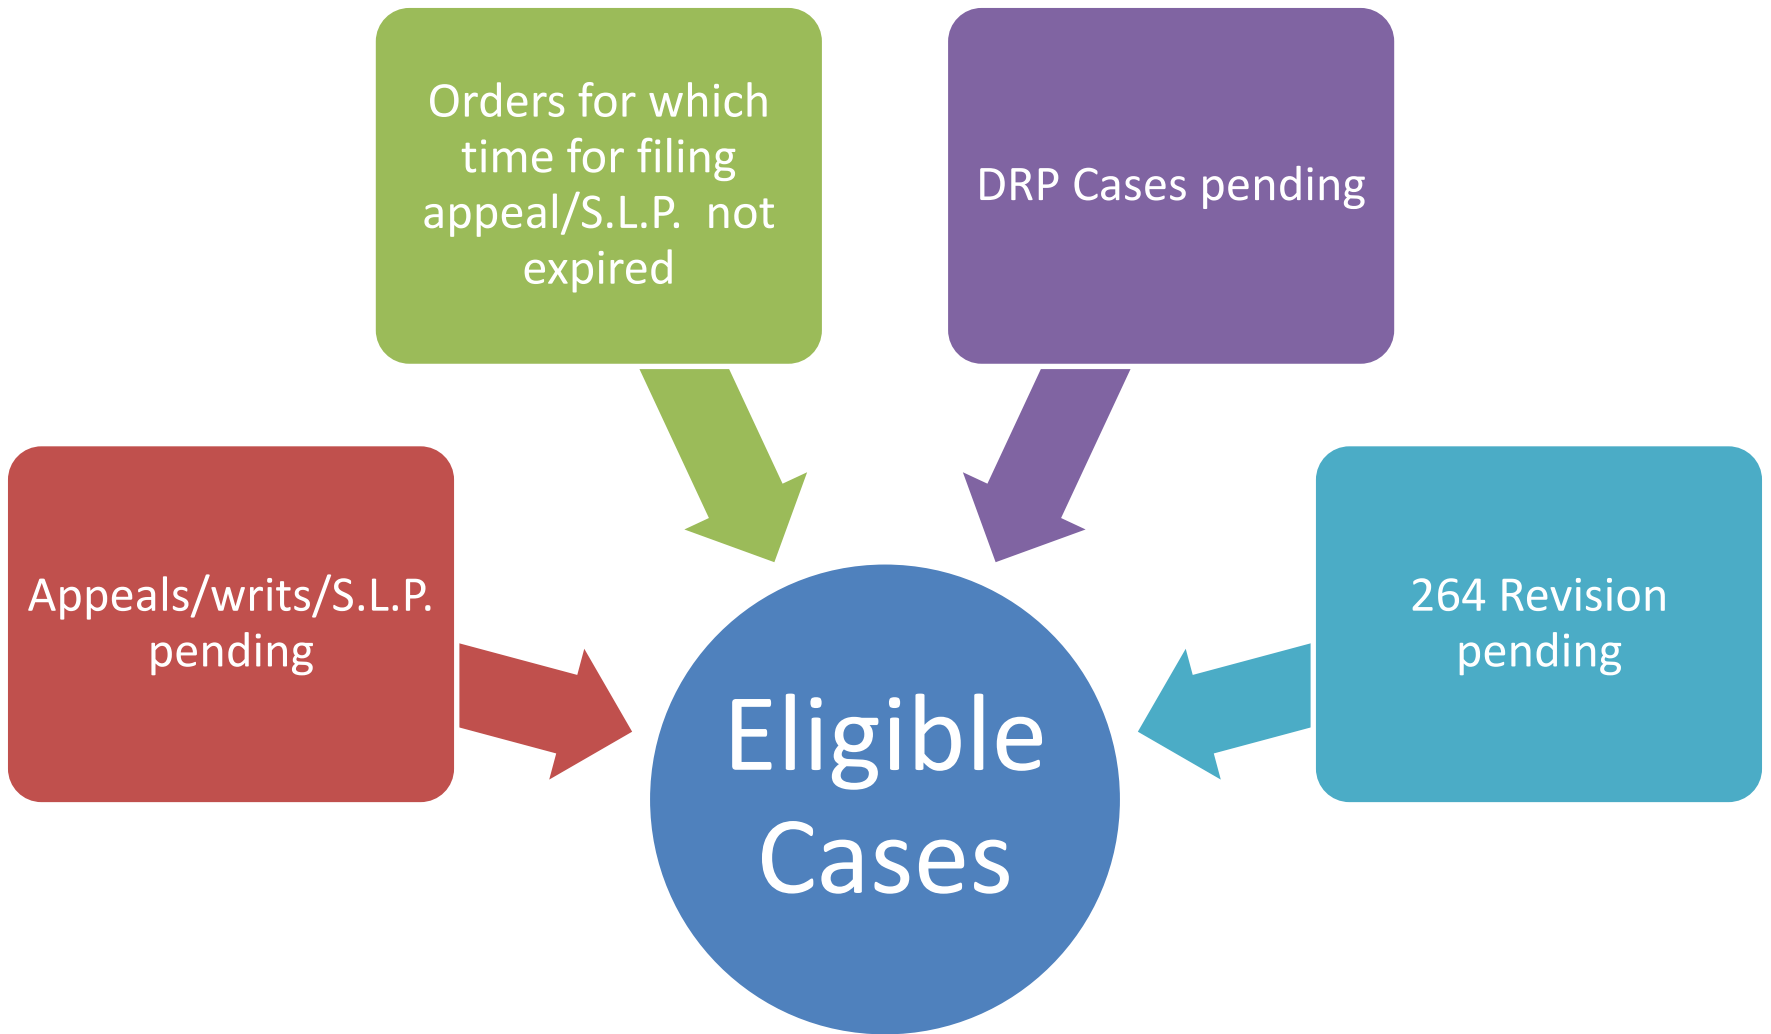 Orders for which
time for filing
appeal/S.L.P.  not
expired
DRP Cases pending
Appeals/writs/S.L.P.
pending
264 Revision
pending
Eligible
Cases